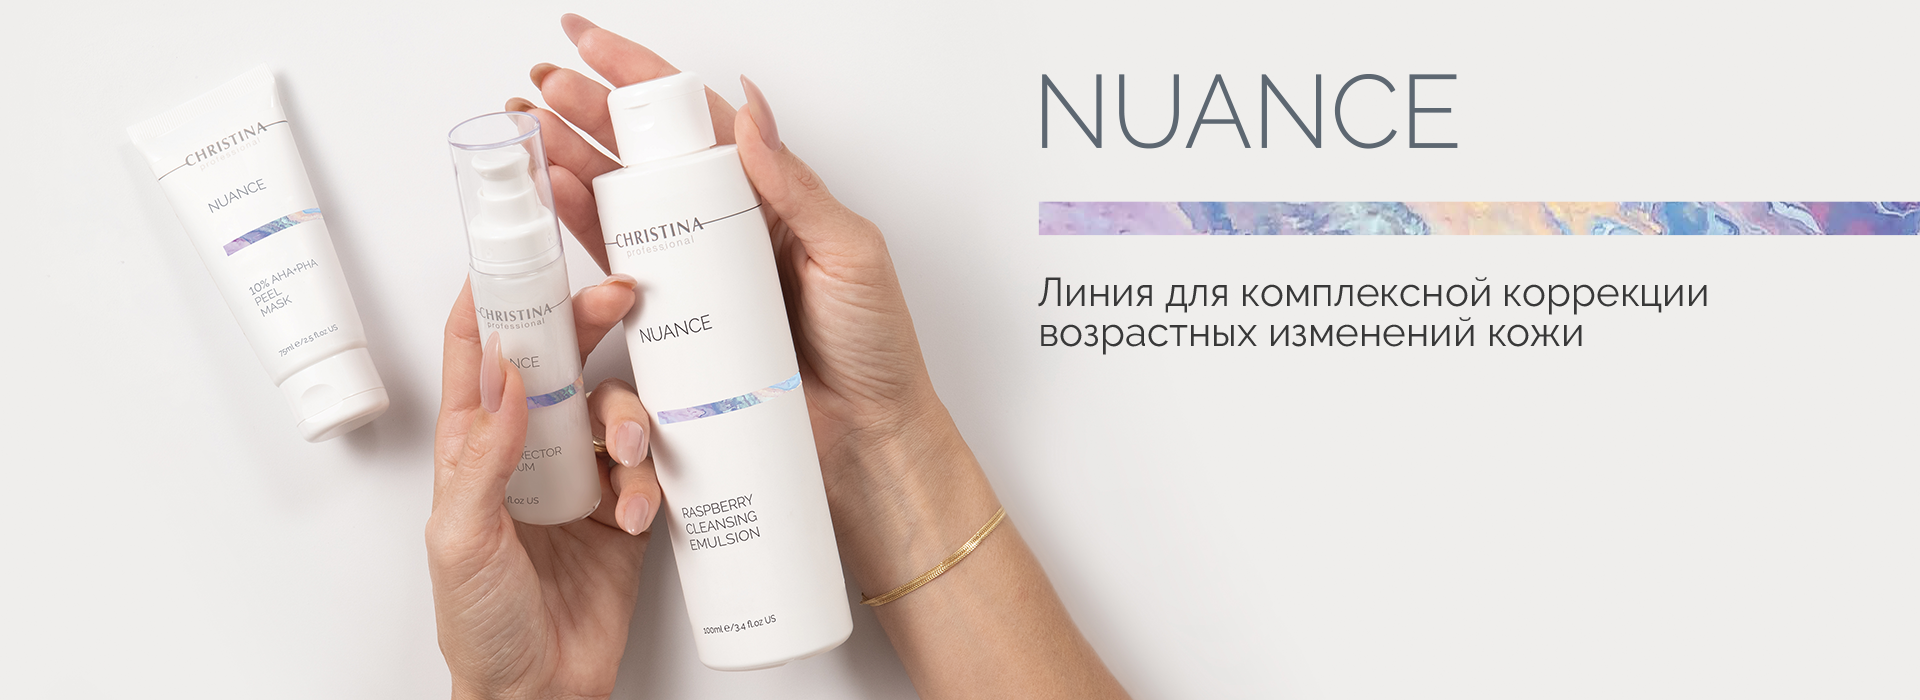 CHRISTINA
professional
NUANCE
10% AHA+PHA
PEEL
MASK
75ml e/2.5 fl.oz US
CHRISTINA
professional
fl.oz US
CHRISTINA
professional
NUANCE
RASPBERRY
CLEANSING
EMULSION
100ml e/3.4 fl.oz US
NUANCE
Линия для комплексной коррекции
возрастных изменений кожи